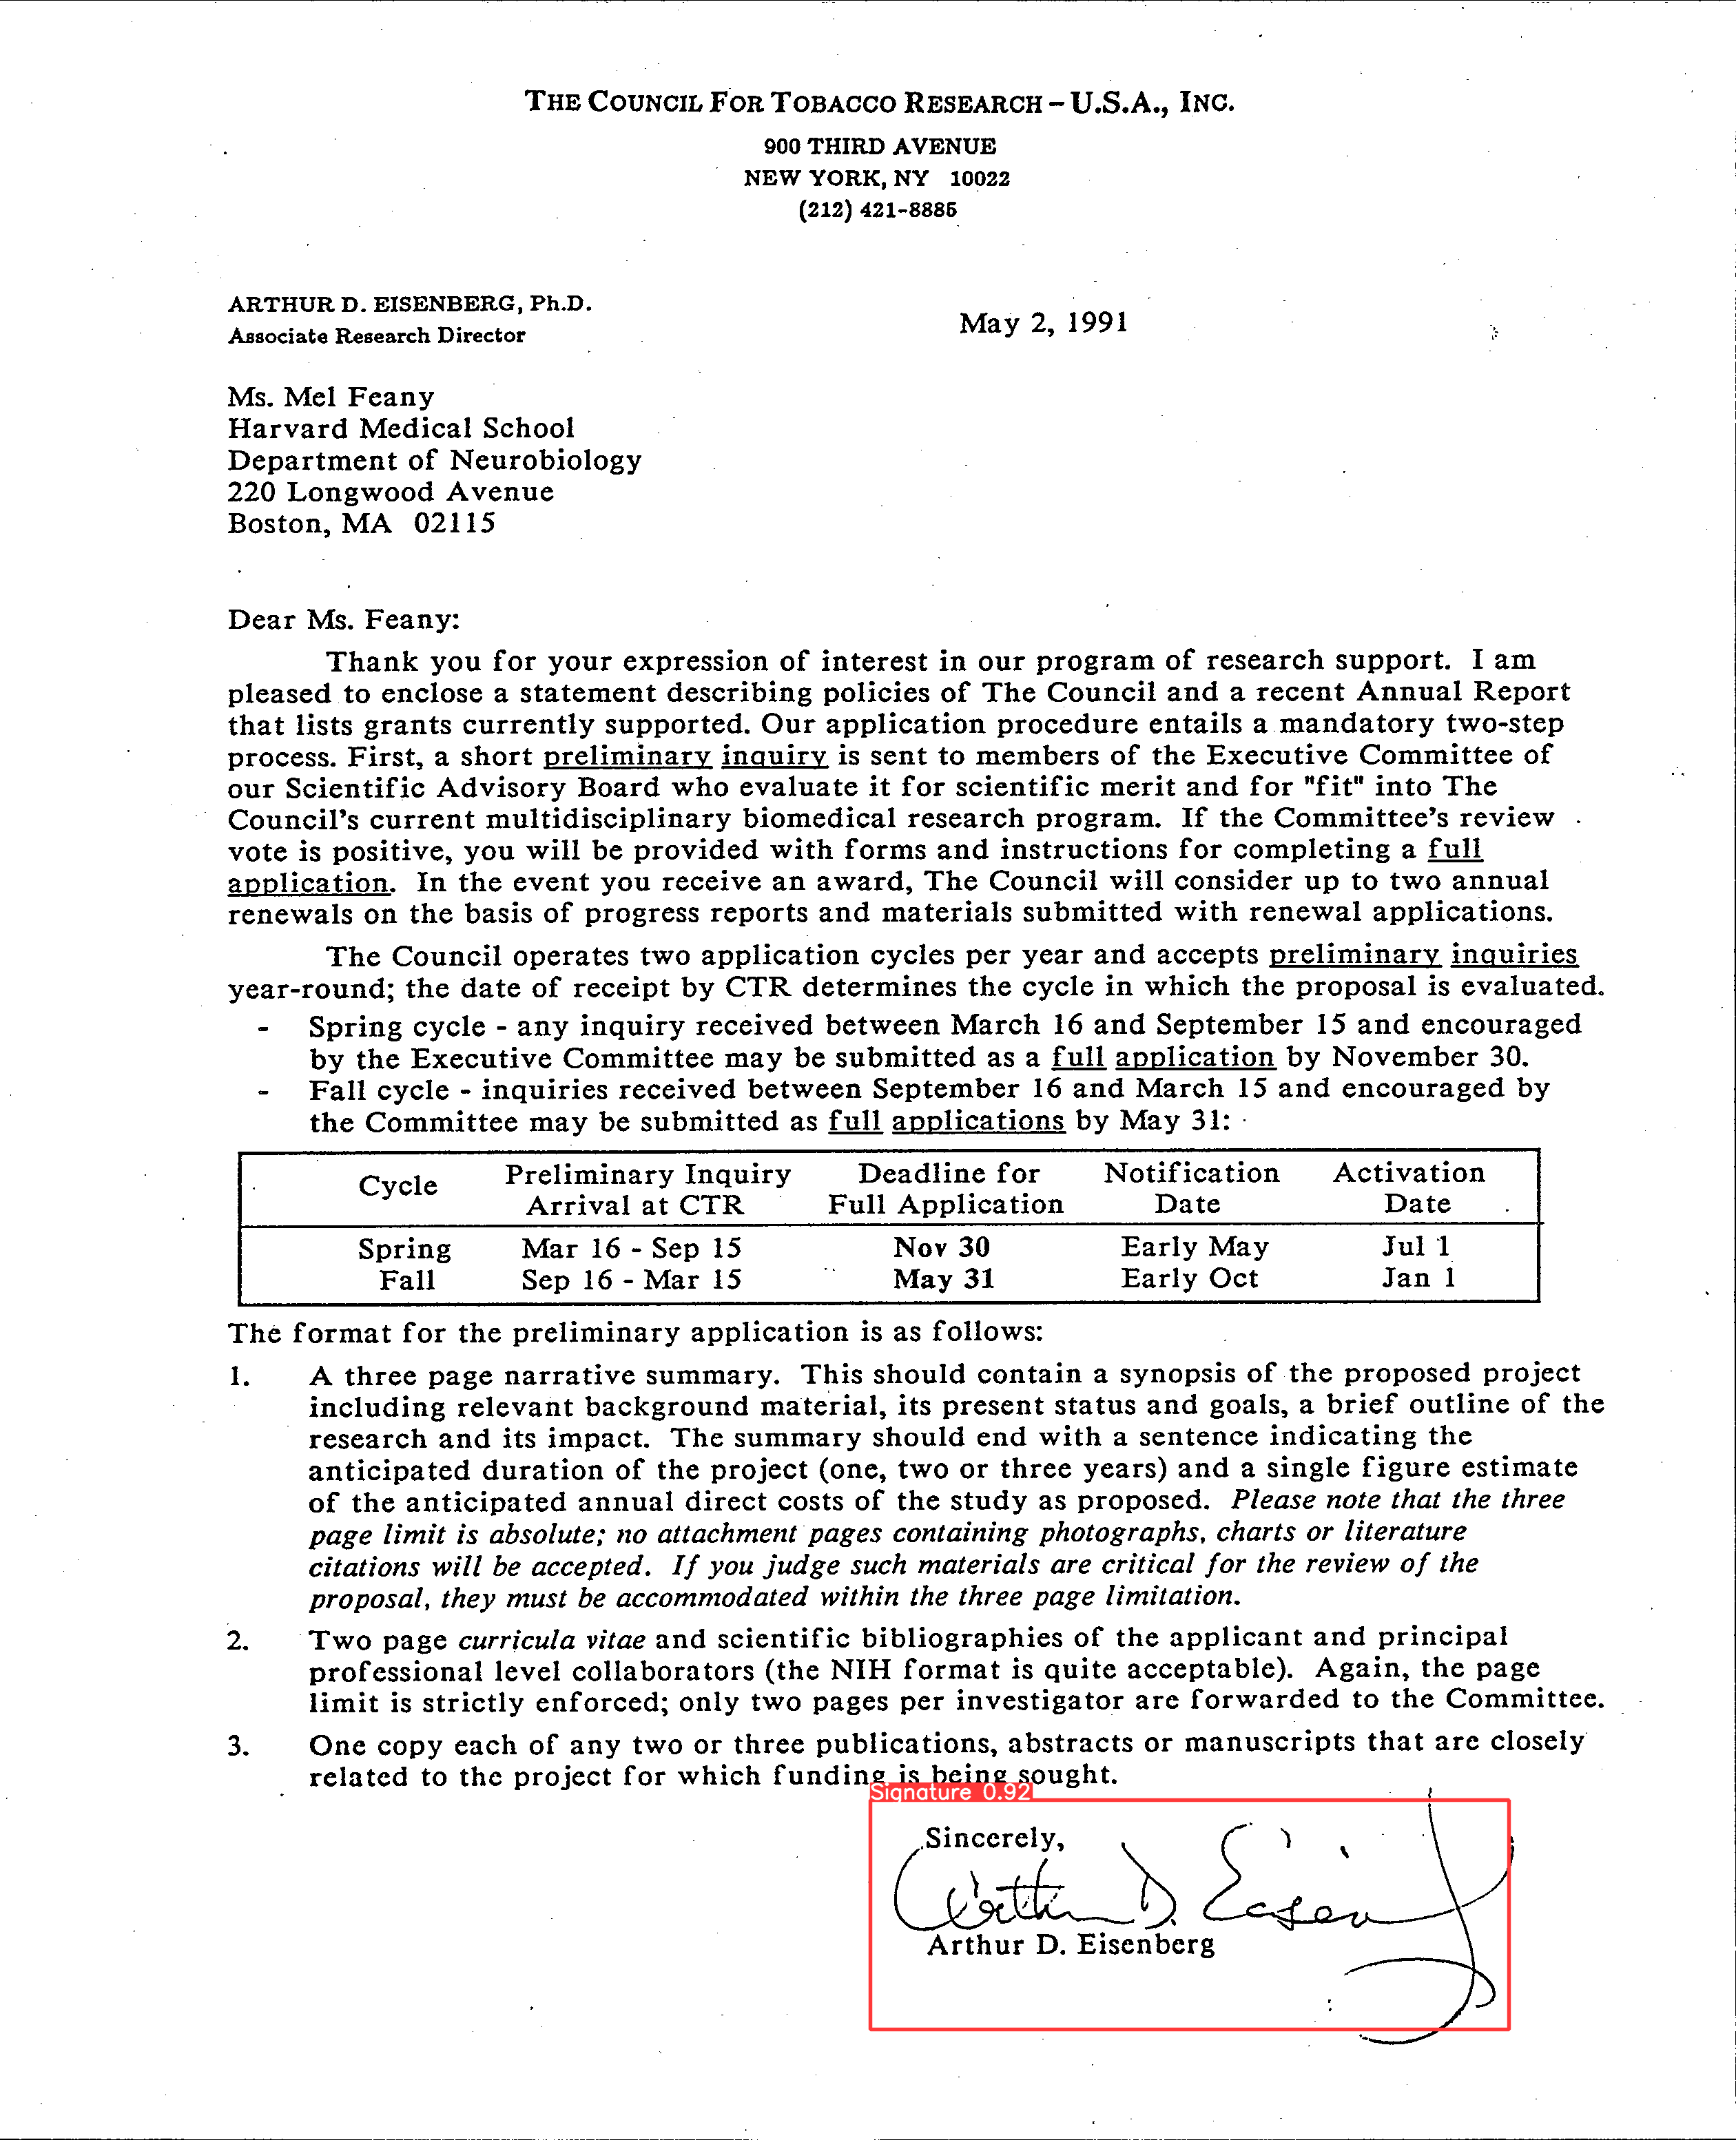 THE COUNCIL FOR TOBACCO RESEARCH – U.S.A., INC.
900 THIRD AVENUE
NEW YORK, NY 10022
(212) 421-8885
ARTHUR D. EISENBERG, Ph.D.
Associate Research Director
May 2, 1991
Ms. Mel Feany
Harvard Medical School
Department of Neurobiology
220 Longwood Avenue
Boston, MA 02115
Dear Ms. Feany:
Thank you for your expression of interest in our program of research support. I am
pleased to enclose a statement describing policies of The Council and a recent Annual Report
that lists grants currently supported. Our application procedure entails a mandatory two-step
process. First, a short preliminary inquiry is sent to members of the Executive Committee of
our Scientific Advisory Board who evaluate it for scientific merit and for "fit" into The
Council's current multidisciplinary biomedical research program. If the Committee's review
vote is positive, you will be provided with forms and instructions for completing a full
application. In the event you receive an award, The Council will consider up to two annual
renewals on the basis of progress reports and materials submitted with renewal applications.
The Council operates two application cycles per year and accepts preliminary inquiries
year-round; the date of receipt by CTR determines the cycle in which the proposal is evaluated.
- Spring cycle - any inquiry received between March 16 and September 15 and encouraged
by the Executive Committee may be submitted as a full application by November 30.
- Fall cycle - inquiries received between September 16 and March 15 and encouraged by
the Committee may be submitted as full applications by May 31:
Cycle Preliminary Inquiry Deadline for Notification Activation
Arrival at CTR Full Application Date Date
Spring Mar 16 - Sep 15 Nov 30 Early May Jul 1
Fall Sep 16 - Mar 15 May 31 Early Oct Jan 1
The format for the preliminary application is as follows:
1. A three page narrative summary. This should contain a synopsis of the proposed project
including relevant background material, its present status and goals, a brief outline of the
research and its impact. The summary should end with a sentence indicating the
anticipated duration of the project (one, two or three years) and a single figure estimate
of the anticipated annual direct costs of the study as proposed. Please note that the three
page limit is absolute; no attachment pages containing photographs, charts or literature
citations will be accepted. If you judge such materials are critical for the review of the
proposal, they must be accommodated within the three page limitation.
2. Two page curricula vitae and scientific bibliographies of the applicant and principal
professional level collaborators (the NIH format is quite acceptable). Again, the page
limit is strictly enforced; only two pages per investigator are forwarded to the Committee.
3. One copy each of any two or three publications, abstracts or manuscripts that are closely
related to the project for which funding is being sought.
Signature 0.92
Sincerely,
Arthur D. Eisenberg
Arthur D. Eisenberg